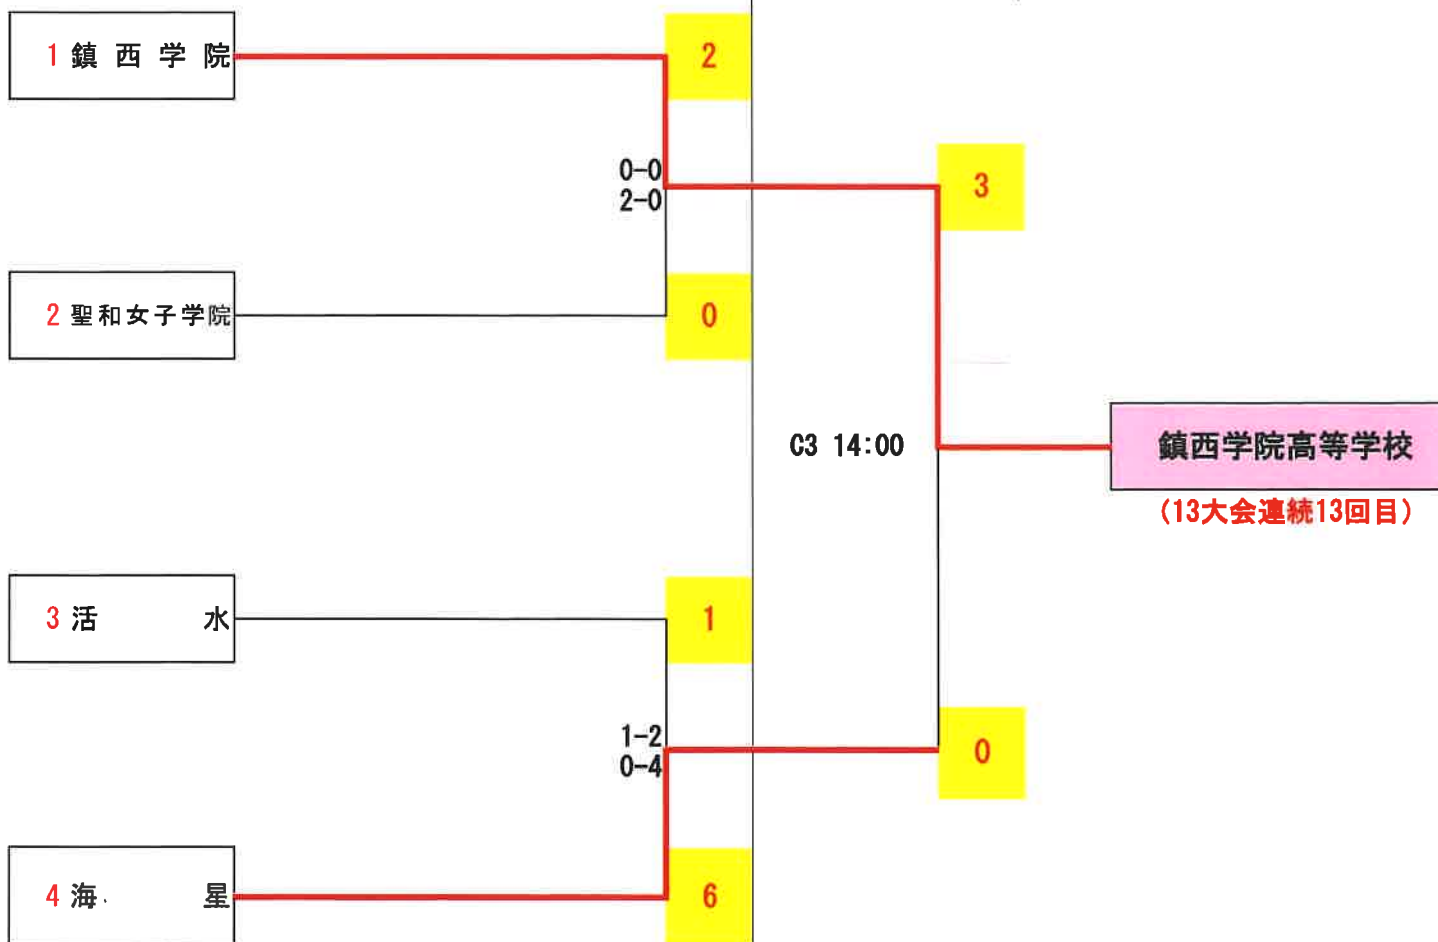 1 鎮西学院
2
0-0
2-0
3
2 聖和女子学院
0
C3 14:00
鎮西学院高等学校
(13大会連続13回目)
3 活水
1
1-2
0-4
0
4 海星
6